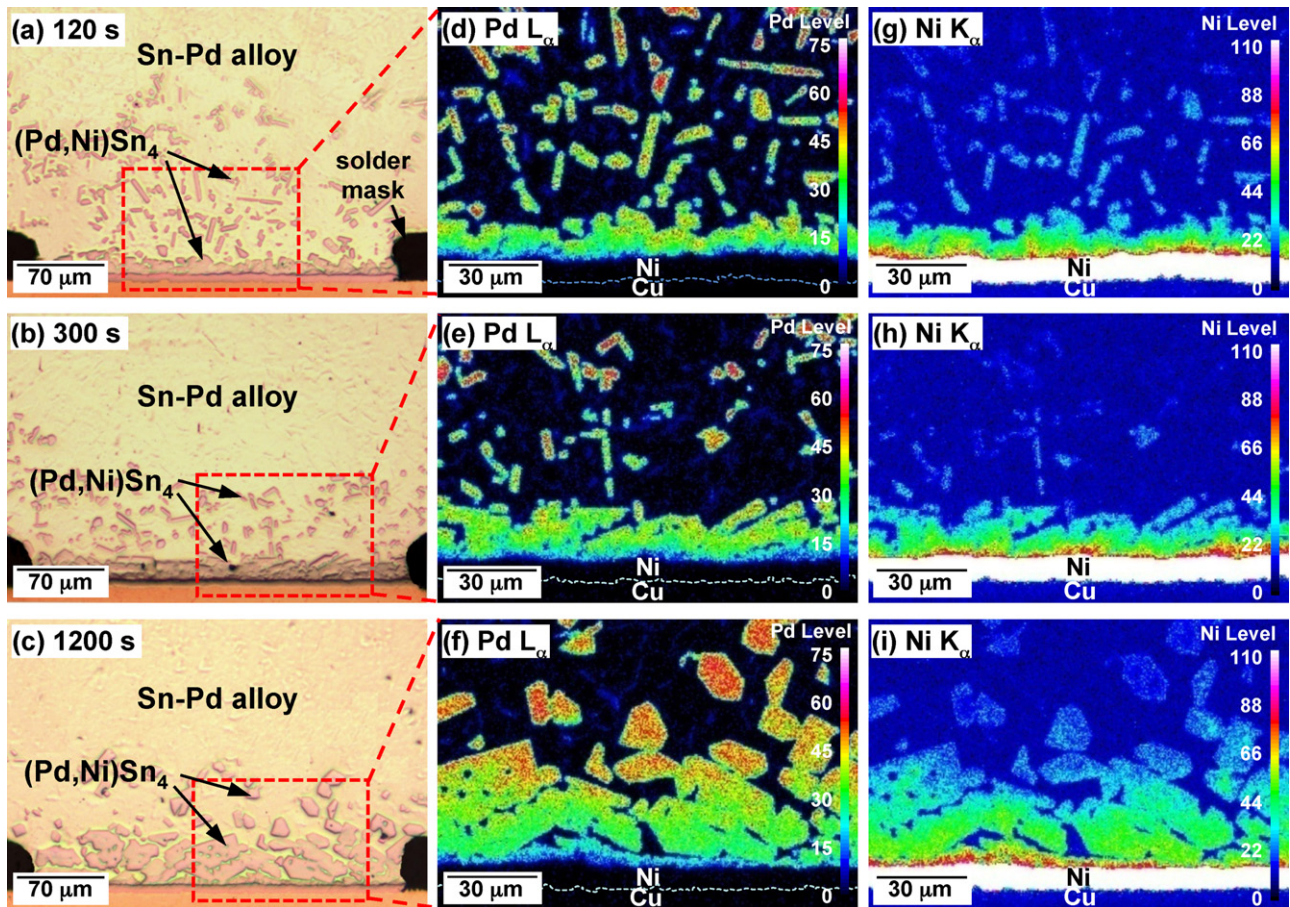 (a) 120 s
Sn-Pd alloy
(Pd,Ni)Sn4
solder
mask
70 μm
(d) Pd Lα
Pd Level
75
60
45
30
15
0
Ni
Cu
30 μm
(g) Ni Kα
Ni Level
110
88
66
44
22
0
Ni
Cu
30 μm
(b) 300 s
Sn-Pd alloy
(Pd,Ni)Sn4
70 μm
(e) Pd Lα
Pd Level
75
60
45
30
15
0
Ni
Cu
30 μm
(h) Ni Kα
Ni Level
110
88
66
44
22
0
Ni
Cu
30 μm
(c) 1200 s
Sn-Pd alloy
(Pd,Ni)Sn4
70 μm
(f) Pd Lα
Pd Level
75
60
45
30
15
0
Ni
Cu
30 μm
(i) Ni Kα
Ni Level
110
88
66
44
22
0
Ni
Cu
30 μm